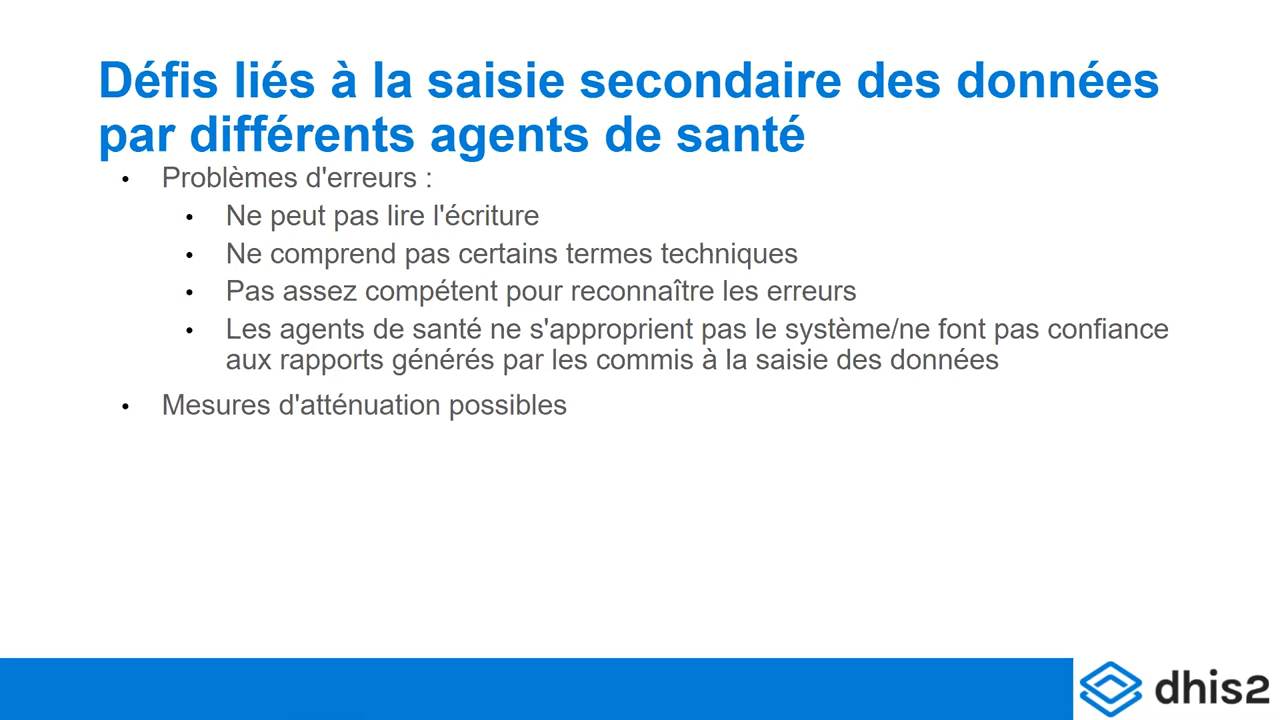 Défis liés à la saisie secondaire des données
par différents agents de santé
• Problèmes d'erreurs :
• Ne peut pas lire l'écriture
• Ne comprend pas certains termes techniques
• Pas assez compétent pour reconnaître les erreurs
• Les agents de santé ne s'approprient pas le système/ne font pas confiance
aux rapports générés par les commis à la saisie des données
• Mesures d'atténuation possibles
dhis2